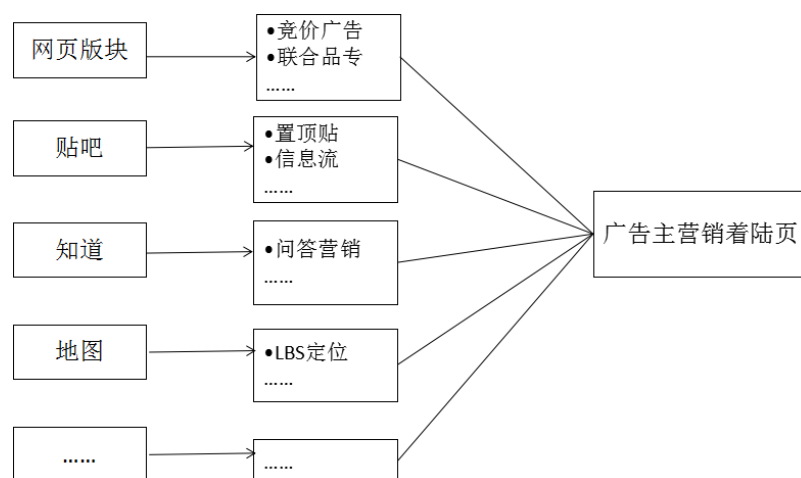 网页版块
•竞价广告
•联合品专
……
贴吧
•置顶贴
•信息流
……
知道
•问答营销
……
广告主营销着陆页
地图
•LBS定位
……
……
……